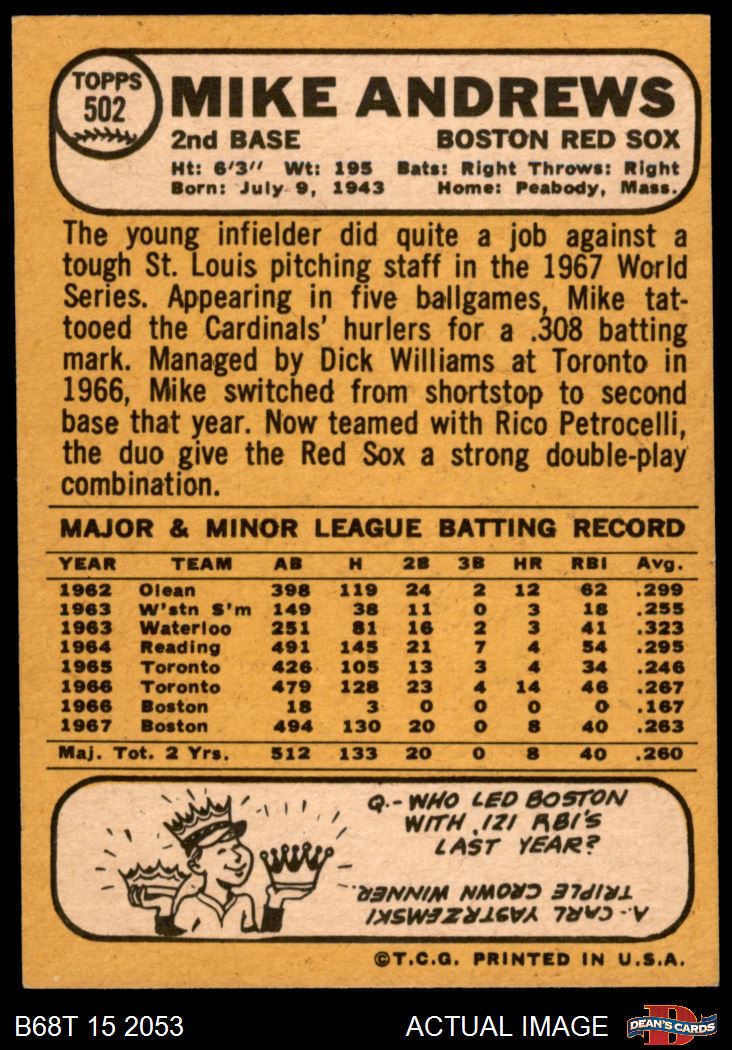 TOPPS
502
MIKE ANDREWS
2nd BASE BOSTON RED SOX
Ht: 6'3" Wt: 195 Bats: Right Throws: Right
Born: July 9, 1943 Home: Peabody, Mass.
The young infielder did quite a job against a
tough St. Louis pitching staff in the 1967 World
Series. Appearing in five ballgames, Mike tat-
tooed the Cardinals' hurlers for a .308 batting
mark. Managed by Dick Williams at Toronto in
1966, Mike switched from shortstop to second
base that year. Now teamed with Rico Petrocelli,
the duo give the Red Sox a strong double-play
combination.
MAJOR & MINOR LEAGUE BATTING RECORD
YEAR TEAM AB H 2B 3B HR RBI Avg.
1962 Olean 398 119 24 2 12 62 .299
1963 W'stn S'm 149 38 11 0 3 18 .255
1963 Waterloo 251 81 16 2 3 41 .323
1964 Reading 491 145 21 7 4 54 .295
1965 Toronto 426 105 13 3 4 34 .246
1966 Toronto 479 128 23 4 14 46 .267
1966 Boston 18 3 0 0 0 0 .167
1967 Boston 494 130 20 0 8 40 .263
Maj. Tot. 2 Yrs. 512 133 20 0 8 40 .260
Q.-WHO LED BOSTON
WITH 121 RBI'S
LAST YEAR?
A.- CARL YASTRZEMSKI
TRIPLE CROWN WINNER
©T.C.G. PRINTED IN U.S.A.
B68T 15 2053 ACTUAL IMAGE D DEAN'S CARDS